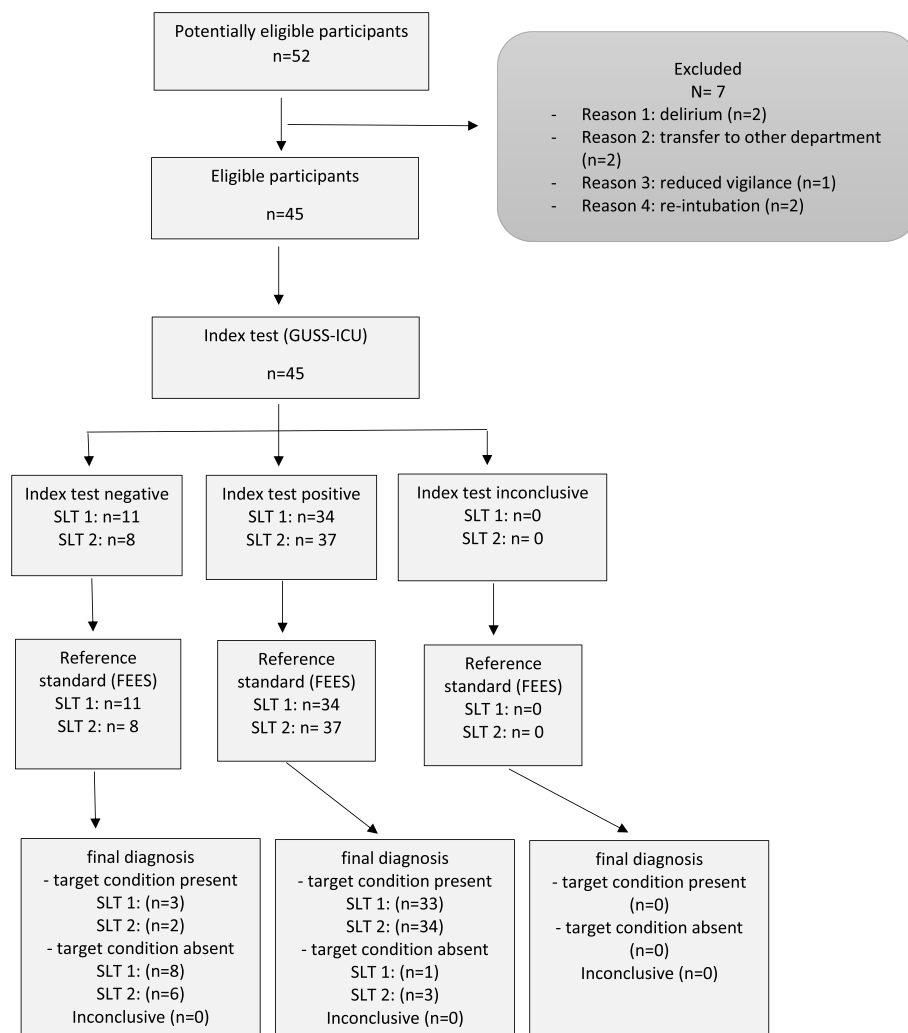 Potentially eligible participants
n=52
Excluded
N= 7
- Reason 1: delirium (n=2)
- Reason 2: transfer to other department
(n=2)
- Reason 3: reduced vigilance (n=1)
- Reason 4: re-intubation (n=2)
Eligible participants
n=45
Index test (GUSS-ICU)
n=45
Index test negative
SLT 1: n=11
SLT 2: n=8
Index test positive
SLT 1: n=34
SLT 2: n= 37
Index test inconclusive
SLT 1: n=0
SLT 2: n= 0
Reference
standard (FEES)
SLT 1: n=11
SLT 2: n= 8
Reference
standard (FEES)
SLT 1: n=34
SLT 2: n= 37
Reference
standard (FEES)
SLT 1: n=0
SLT 2: n= 0
final diagnosis
- target condition present
SLT 1: (n=3)
SLT 2: (n=2)
- target condition absent
SLT 1: (n=8)
SLT 2: (n=6)
Inconclusive (n=0)
final diagnosis
- target condition present
SLT 1: (n=33)
SLT 2: (n=34)
- target condition absent
SLT 1: (n=1)
SLT 2: (n=3)
Inconclusive (n=0)
final diagnosis
- target condition present
(n=0)
- target condition absent
(n=0)
Inconclusive (n=0)